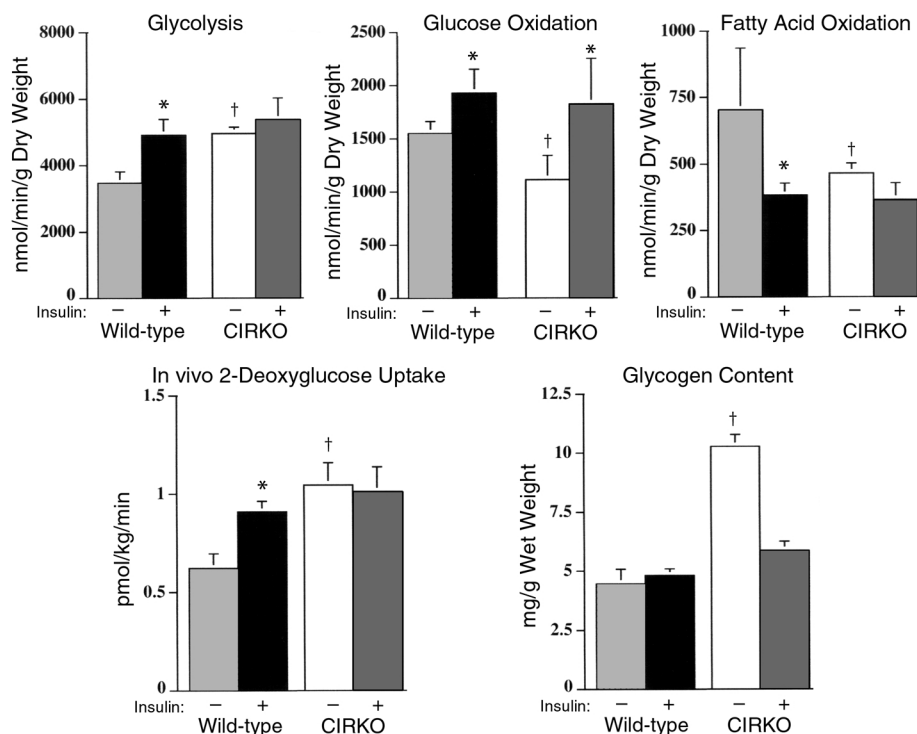 Glycolysis
nmol/min/g Dry Weight
8000
6000
4000
2000
0
*
†
Insulin: − + − +
Wild-type CIRKO
Glucose Oxidation
nmol/min/g Dry Weight
2500
2000
1500
1000
500
0
*
†
*
− + − +
Wild-type CIRKO
Fatty Acid Oxidation
nmol/min/g Dry Weight
1000
750
500
250
0
*
†
Insulin: − + − +
Wild-type CIRKO
In vivo 2-Deoxyglucose Uptake
pmol/kg/min
1.5
1
0.5
0
*
†
Insulin: − + − +
Wild-type CIRKO
Glycogen Content
mg/g Wet Weight
12.5
10
7.5
5
2.5
0
†
Insulin: − + − +
Wild-type CIRKO